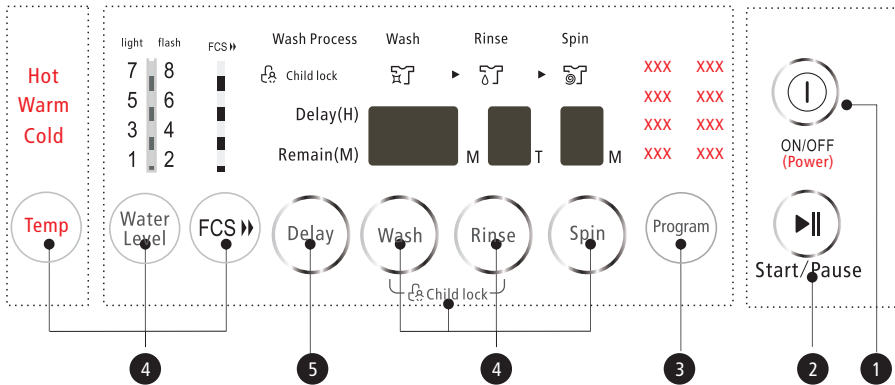 light flash FCS Wash Process Wash Rinse Spin
Hot
Warm
Cold
7 8
5 6
3 4
1 2
Child lock
Delay(H)
Remain(M)
M T M
XXX XXX
XXX XXX
XXX XXX
XXX XXX
ON/OFF
(Power)
Temp
Water
Level
FCS
Delay
Wash
Rinse
Spin
Program
Start/Pause
Child lock
4 5 4 3 2 1